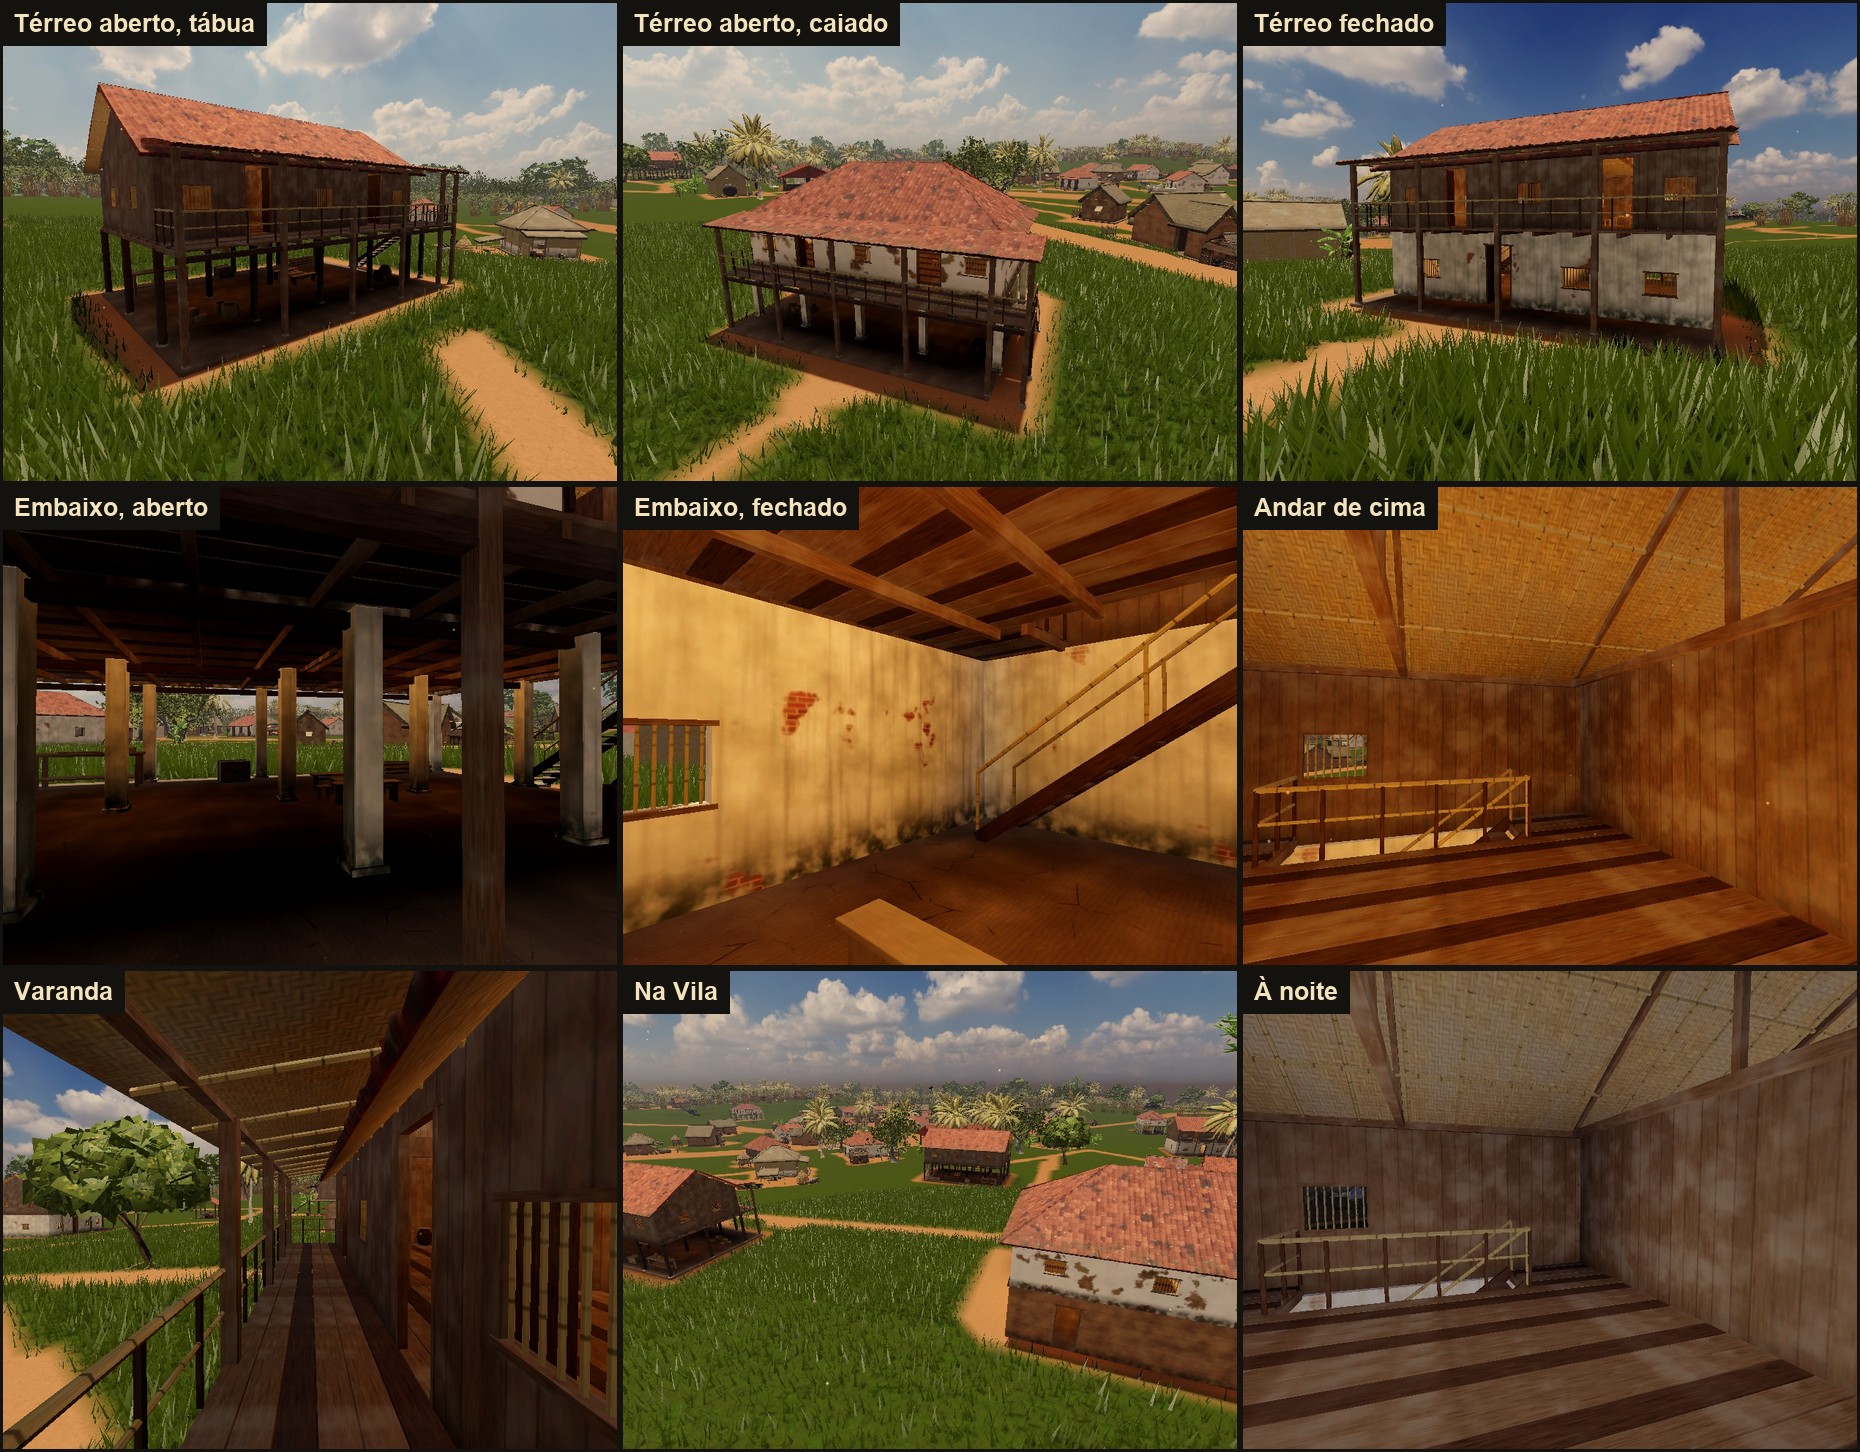 Térreo aberto, tábua
Térreo aberto, caiado
Térreo fechado
Embaixo, aberto
Embaixo, fechado
Andar de cima
Varanda
Na Vila
À noite